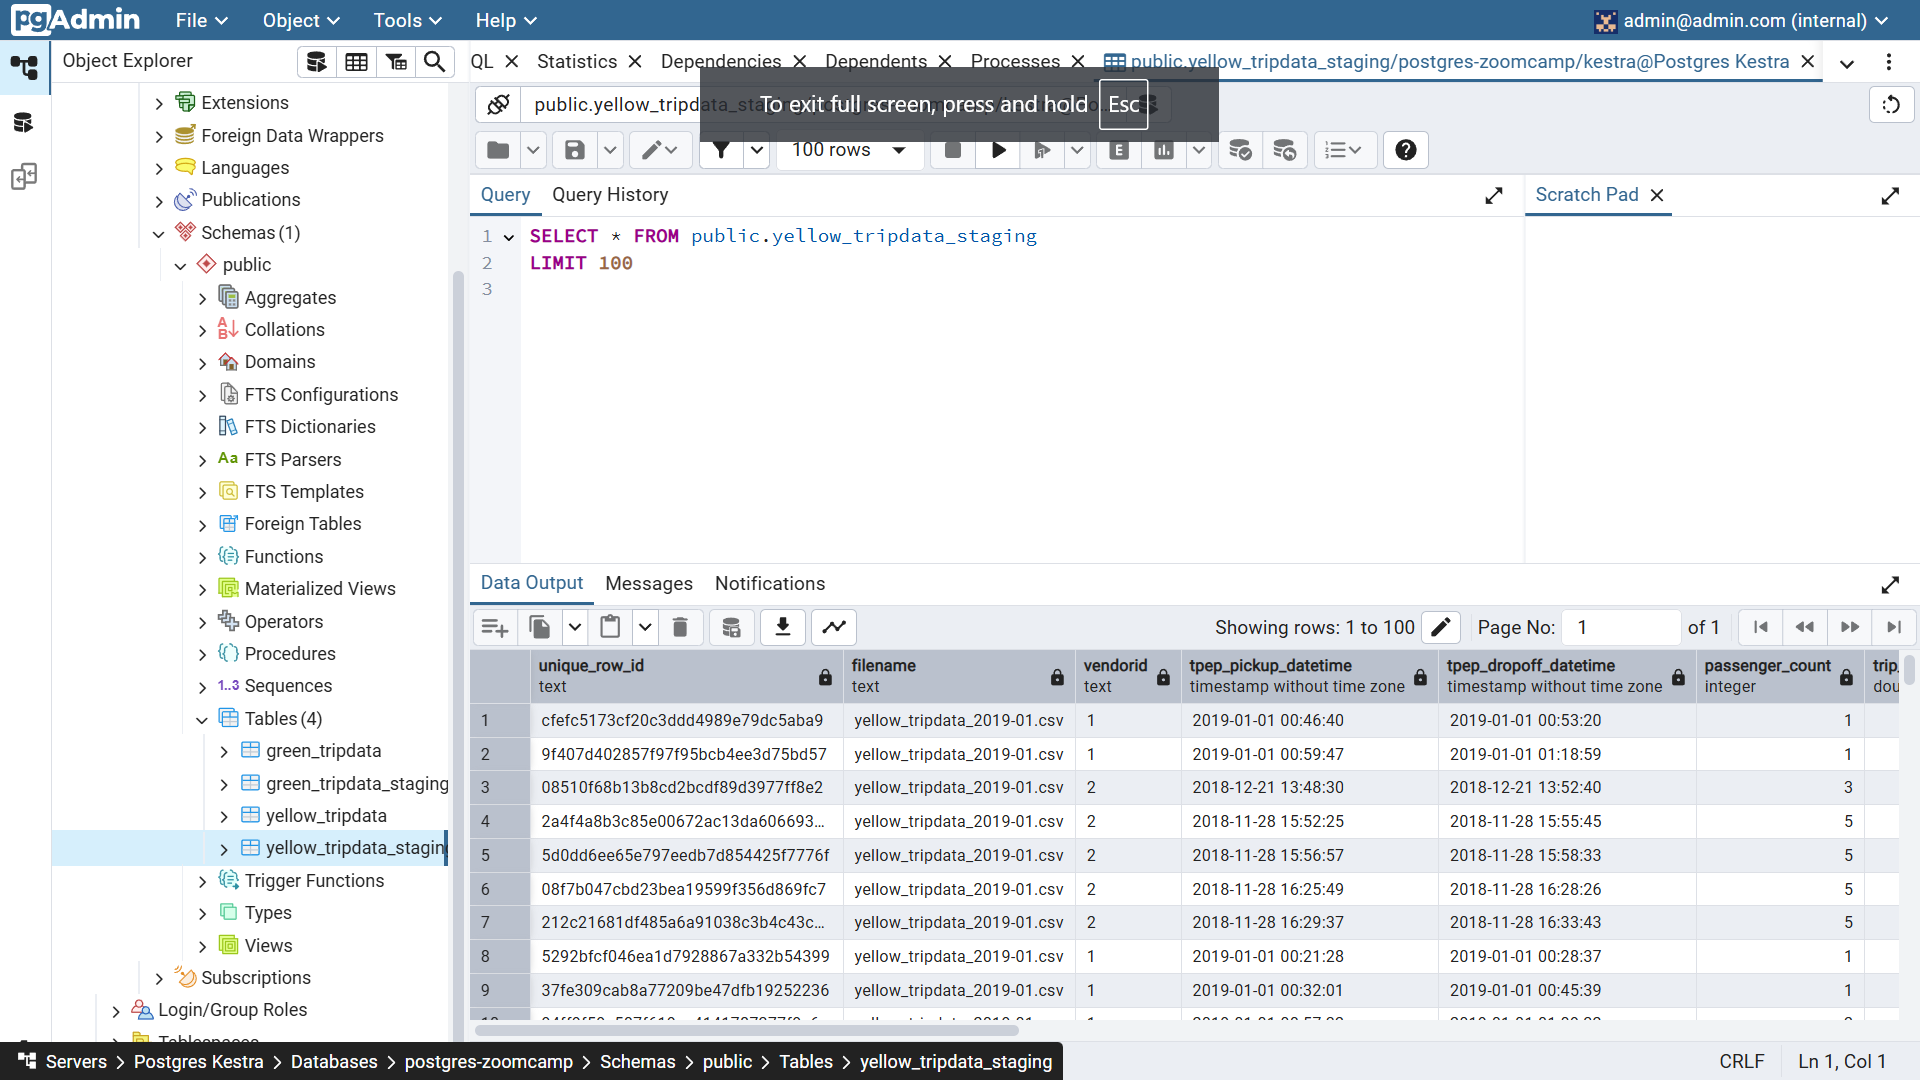 pgAdmin File Object Tools Help admin@admin.com (internal)
Object Explorer
QL Statistics Dependencies Dependents Processes public.yellow_tripdata_staging/postgres-zoomcamp/kestra@Postgres Kestra
To exit full screen, press and hold Esc
100 rows
E
Query Query History Scratch Pad
1 SELECT * FROM public.yellow_tripdata_staging
2 LIMIT 100
3
Extensions
Foreign Data Wrappers
Languages
Publications
Schemas (1)
public
Aggregates
Collations
Domains
FTS Configurations
FTS Dictionaries
Aa FTS Parsers
FTS Templates
Foreign Tables
Functions
Materialized Views
Operators
Procedures
1..3 Sequences
Tables (4)
green_tripdata
green_tripdata_staging
yellow_tripdata
yellow_tripdata_staging
Trigger Functions
Types
Views
Subscriptions
Login/Group Roles
Tablespaces
Data Output Messages Notifications
Showing rows: 1 to 100 Page No: 1 of 1
unique_row_id filename vendorid tpep_pickup_datetime tpep_dropoff_datetime passenger_count trip_
text text text timestamp without time zone timestamp without time zone integer dou
1 cfefc5173cf20c3ddd4989e79dc5aba9 yellow_tripdata_2019-01.csv 1 2019-01-01 00:46:40 2019-01-01 00:53:20 1
2 9f407d402857f97f95bcb4ee3d75bd57 yellow_tripdata_2019-01.csv 1 2019-01-01 00:59:47 2019-01-01 01:18:59 1
3 08510f68b13b8cd2bcdf89d3977ff8e2 yellow_tripdata_2019-01.csv 2 2018-12-21 13:48:30 2018-12-21 13:52:40 3
4 2a4f4a8b3c85e00672ac13da606693... yellow_tripdata_2019-01.csv 2 2018-11-28 15:52:25 2018-11-28 15:55:45 5
5 5d0dd6ee65e797eedb7d854425f7776f yellow_tripdata_2019-01.csv 2 2018-11-28 15:56:57 2018-11-28 15:58:33 5
6 08f7b047cbd23bea19599f356d869fc7 yellow_tripdata_2019-01.csv 2 2018-11-28 16:25:49 2018-11-28 16:28:26 5
7 212c21681df485a6a91038c3b4c43c... yellow_tripdata_2019-01.csv 2 2018-11-28 16:29:37 2018-11-28 16:33:43 5
8 5292bfcf046ea1d7928867a332b54399 yellow_tripdata_2019-01.csv 1 2019-01-01 00:21:28 2019-01-01 00:28:37 1
9 37fe309cab8a77209be47dfb19252236 yellow_tripdata_2019-01.csv 1 2019-01-01 00:32:01 2019-01-01 00:45:39 1
Servers Postgres Kestra Databases postgres-zoomcamp Schemas public Tables yellow_tripdata_staging
CRLF Ln 1, Col 1